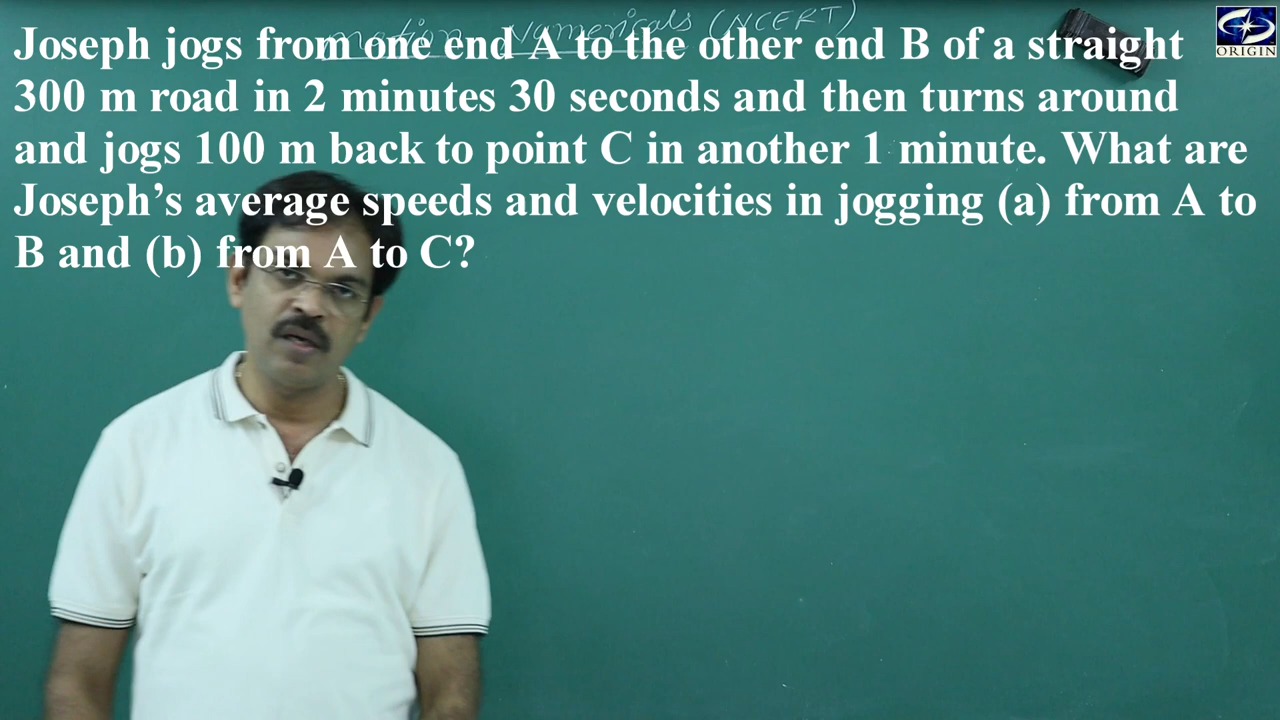 motion Numericals (NCERT)
Joseph jogs from one end A to the other end B of a straight
300 m road in 2 minutes 30 seconds and then turns around
and jogs 100 m back to point C in another 1 minute. What are
Joseph’s average speeds and velocities in jogging (a) from A to
B and (b) from A to C?
ORIGIN